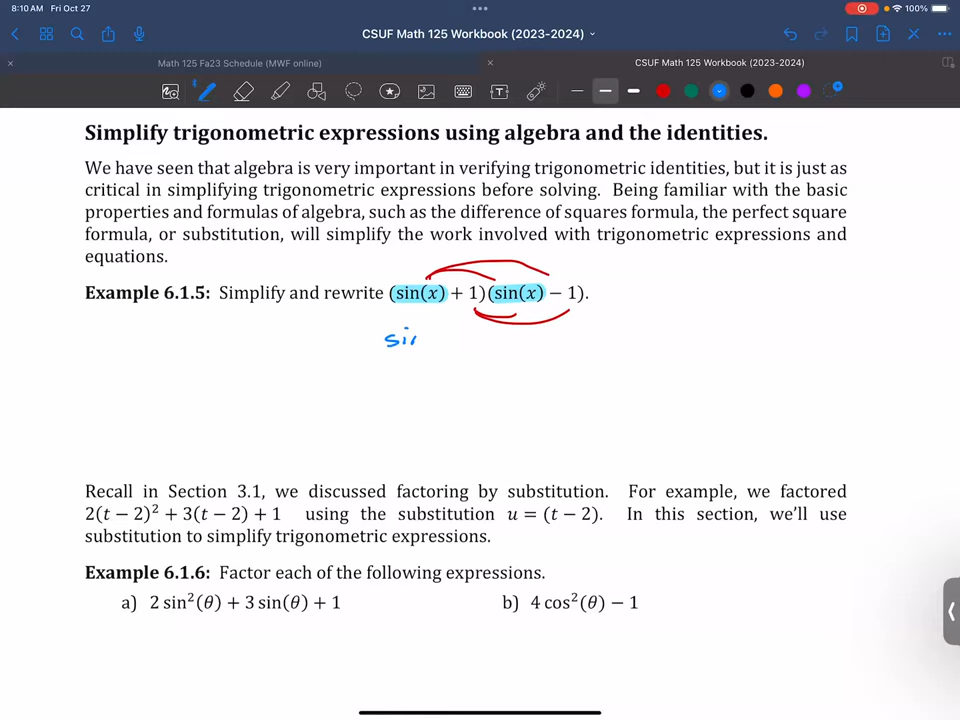 8:10 AM Fri Oct 27
100%
CSUF Math 125 Workbook (2023-2024)
Math 125 Fa23 Schedule (MWF online)
CSUF Math 125 Workbook (2023-2024)
Simplify trigonometric expressions using algebra and the identities.
We have seen that algebra is very important in verifying trigonometric identities, but it is just as
critical in simplifying trigonometric expressions before solving. Being familiar with the basic
properties and formulas of algebra, such as the difference of squares formula, the perfect square
formula, or substitution, will simplify the work involved with trigonometric expressions and
equations.
Example 6.1.5: Simplify and rewrite (sin(x) + 1)(sin(x) − 1).
Recall in Section 3.1, we discussed factoring by substitution. For example, we factored
2(t − 2)² + 3(t − 2) + 1 using the substitution u = (t − 2). In this section, we'll use
substitution to simplify trigonometric expressions.
Example 6.1.6: Factor each of the following expressions.
a) 2 sin²(θ) + 3 sin(θ) + 1 b) 4 cos²(θ) − 1